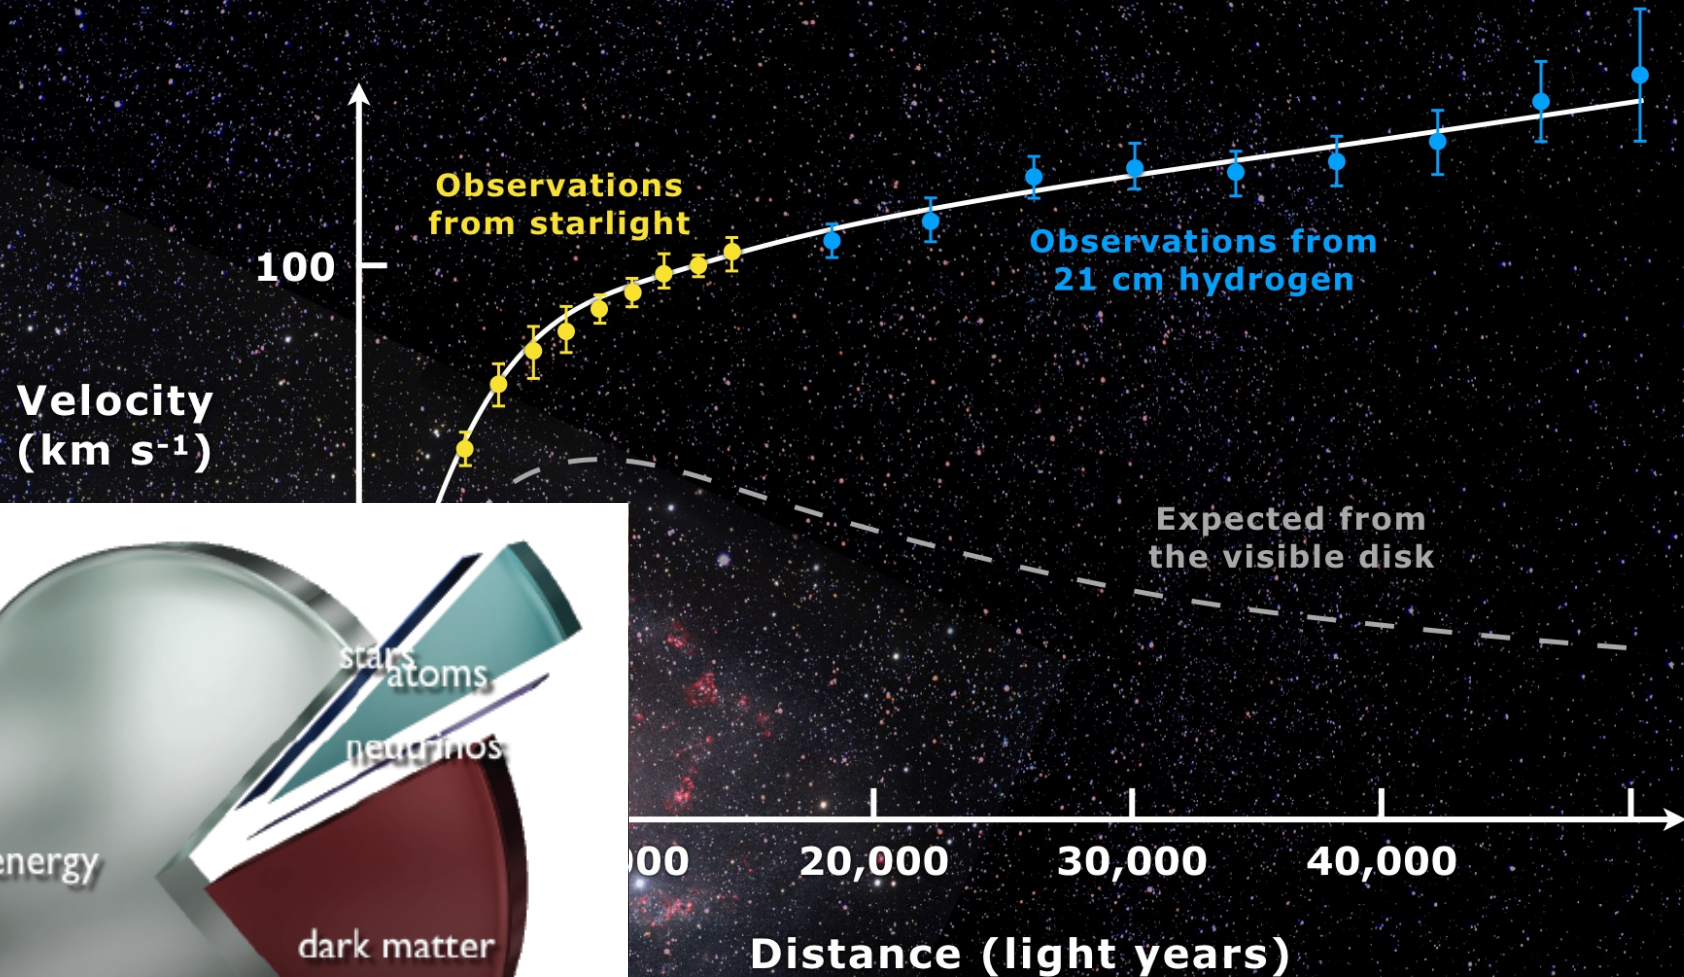 Observations
from starlight
100
Observations from
21 cm hydrogen
Velocity
(km s-1)
Expected from
the visible disk
stars
atoms
neutrinos
energy
dark matter
000 20,000 30,000 40,000
Distance (light years)